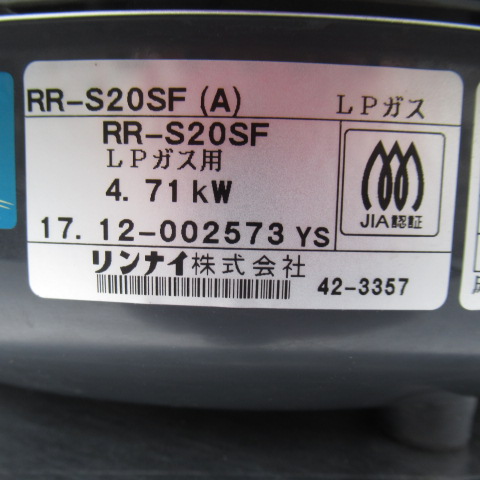 RR-S20SF (A) LPガス
RR-S20SF
LPガス用
4.71kW
JIA認証
17.12-002573 YS
リンナイ株式会社
42-3357